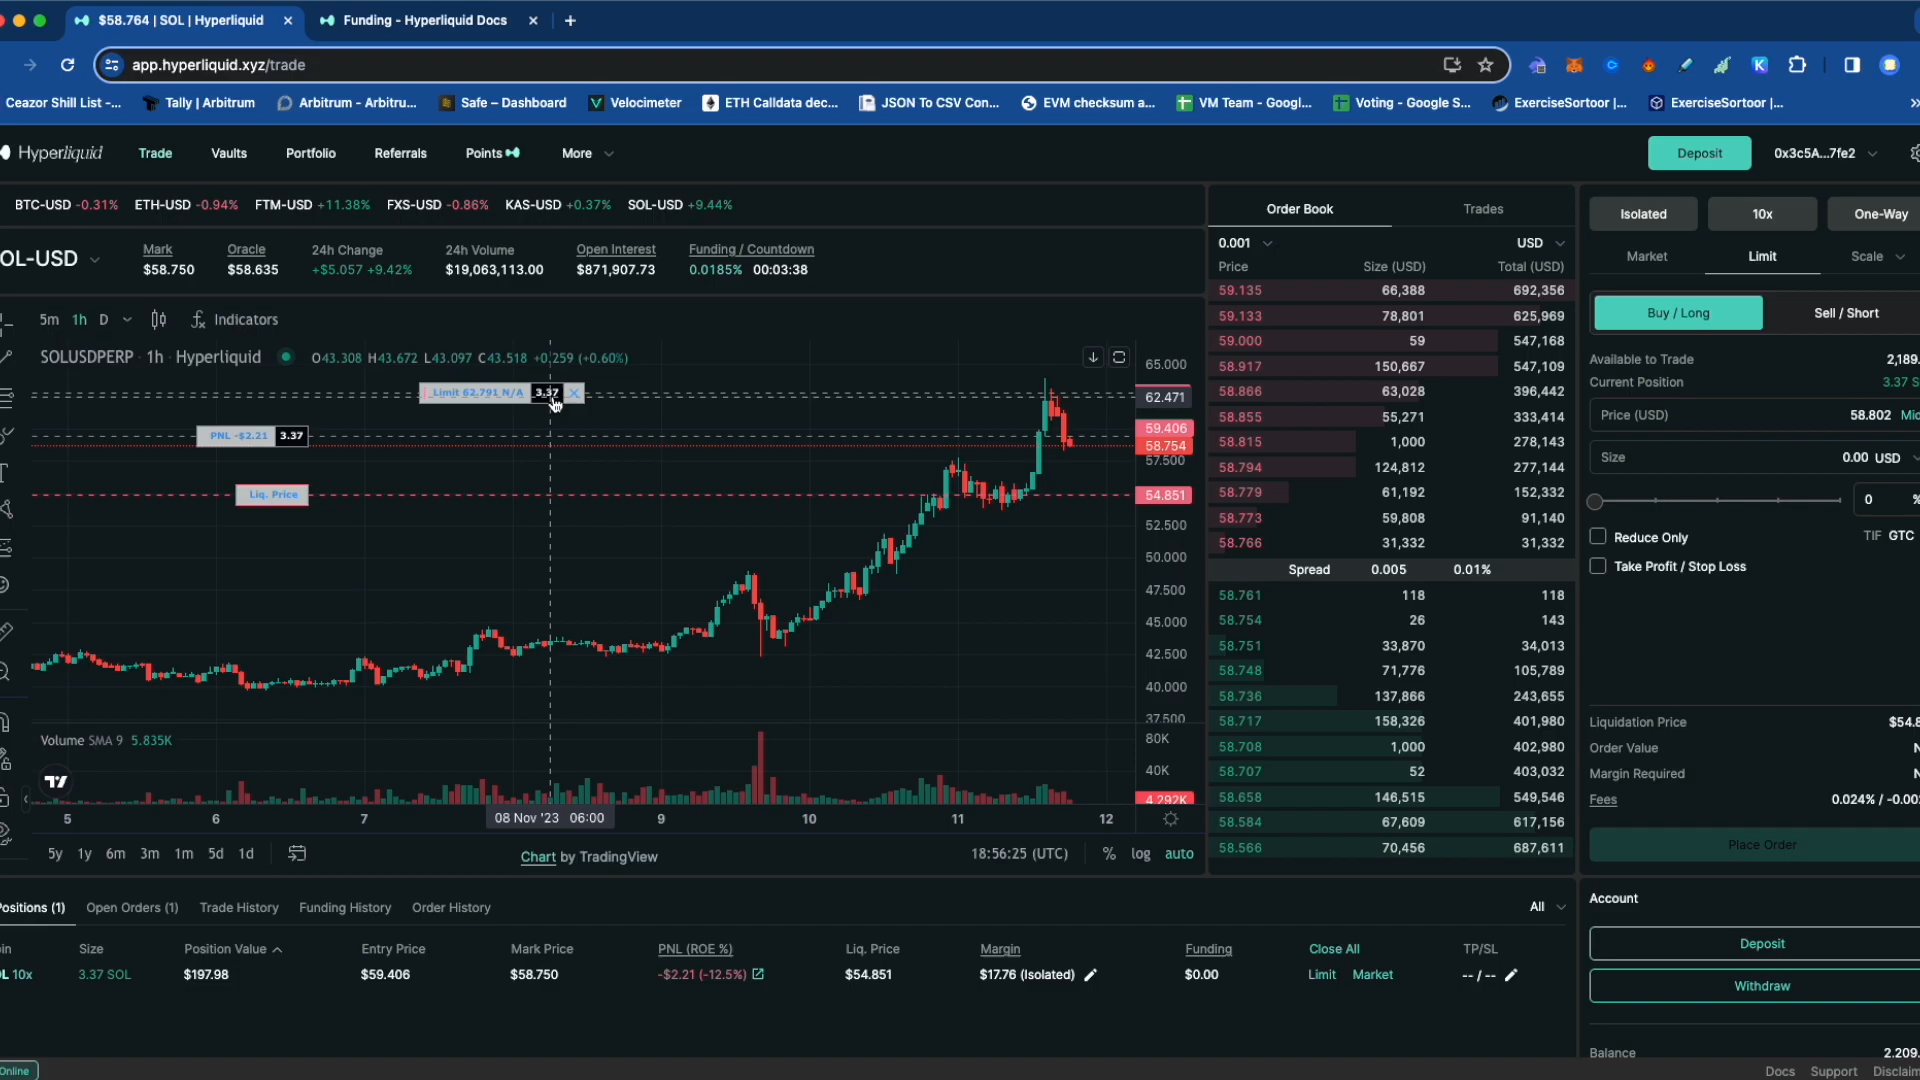 $58.764 | SOL | Hyperliquid
Funding - Hyperliquid Docs
app.hyperliquid.xyz/trade
Ceazor Shill List -...
Tally | Arbitrum
Arbitrum - Arbitru...
Safe – Dashboard
Velocimeter
ETH Calldata dec...
JSON To CSV Con...
EVM checksum a...
VM Team - Googl...
Voting - Google S...
ExerciseSortoor |...
ExerciseSortoor |...
Hyperliquid
Trade
Vaults
Portfolio
Referrals
Points
More
Deposit
0x3c5A...7fe2
BTC-USD -0.31%
ETH-USD -0.94%
FTM-USD +11.38%
FXS-USD -0.86%
KAS-USD +0.37%
SOL-USD +9.44%
OL-USD
Mark
$58.750
Oracle
$58.635
24h Change
+$5.057 +9.42%
24h Volume
$19,063,113.00
Open Interest
$871,907.73
Funding / Countdown
0.0185% 00:03:38
5m 1h D
Indicators
SOLUSDPERP · 1h · Hyperliquid
O43.308 H43.672 L43.097 C43.518 +0.259 (+0.60%)
Limit 62.791 N/A 3.37
PNL -$2.21 3.37
Liq. Price
65.000
62.471
59.406
58.754
57.500
54.851
52.500
50.000
47.500
45.000
42.500
40.000
37.500
Volume SMA 9 5.835K
80K
40K
4.292K
5 6 7 08 Nov '23 06:00 9 10 11 12
5y 1y 6m 3m 1m 5d 1d
Chart by TradingView
18:56:25 (UTC)
% log auto
Order Book
Trades
0.001
USD
Price Size (USD) Total (USD)
59.135 66,388 692,356
59.133 78,801 625,969
59.000 59 547,168
58.917 150,667 547,109
58.866 63,028 396,442
58.855 55,271 333,414
58.815 1,000 278,143
58.794 124,812 277,144
58.779 61,192 152,332
58.773 59,808 91,140
58.766 31,332 31,332
Spread 0.005 0.01%
58.761 118 118
58.754 26 143
58.751 33,870 34,013
58.748 71,776 105,789
58.736 137,866 243,655
58.717 158,326 401,980
58.708 1,000 402,980
58.707 52 403,032
58.658 146,515 549,546
58.584 67,609 617,156
58.566 70,456 687,611
Isolated
10x
One-Way
Market
Limit
Scale
Buy / Long
Sell / Short
Available to Trade 2,189.
Current Position 3.37 S
Price (USD) 58.802 Mid
Size 0.00 USD
0 %
Reduce Only
TIF GTC
Take Profit / Stop Loss
Liquidation Price $54.8
Order Value N
Margin Required N
Fees 0.024% / -0.002
Place Order
Positions (1)
Open Orders (1)
Trade History
Funding History
Order History
All
in Size Position Value Entry Price Mark Price PNL (ROE %) Liq. Price Margin Funding Close All TP/SL
L 10x 3.37 SOL $197.98 $59.406 $58.750 -$2.21 (-12.5%) $54.851 $17.76 (Isolated) $0.00 Limit Market -- / --
Account
Deposit
Withdraw
Balance 2,209.
Online
Docs Support Disclaim